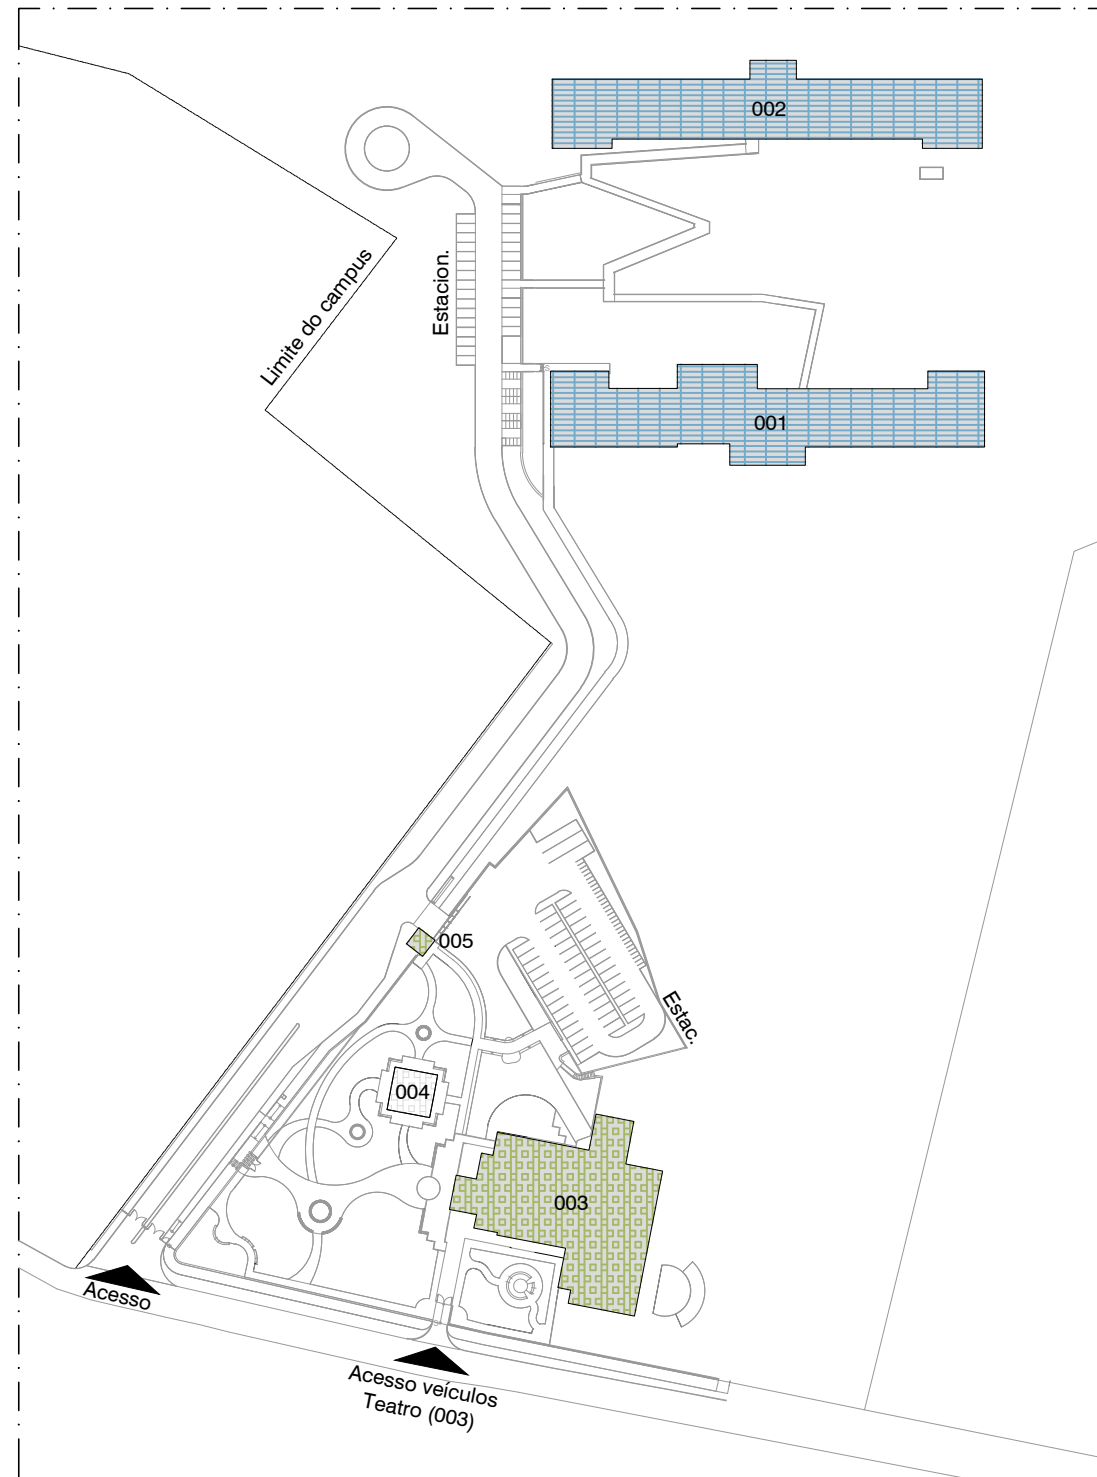 002
Estacion.
Limite do campus
001
005
Estac.
004
003
Acesso
Acesso veículos
Teatro (003)